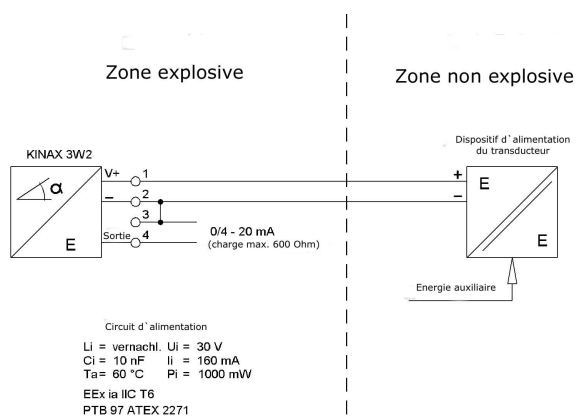 Zone explosive
Zone non explosive
Dispositif d`alimentation
du transducteur
KINAX 3W2
V+ 1
α
– 2
3
Sortie 4
E
0/4 - 20 mA
(charge max. 600 Ohm)
+
–
E
E
Energie auxiliaire
Circuit d`alimentation
Li = vernachl. Ui = 30 V
Ci = 10 nF Ii = 160 mA
Ta= 60 °C Pi = 1000 mW
EEx ia IIC T6
PTB 97 ATEX 2271